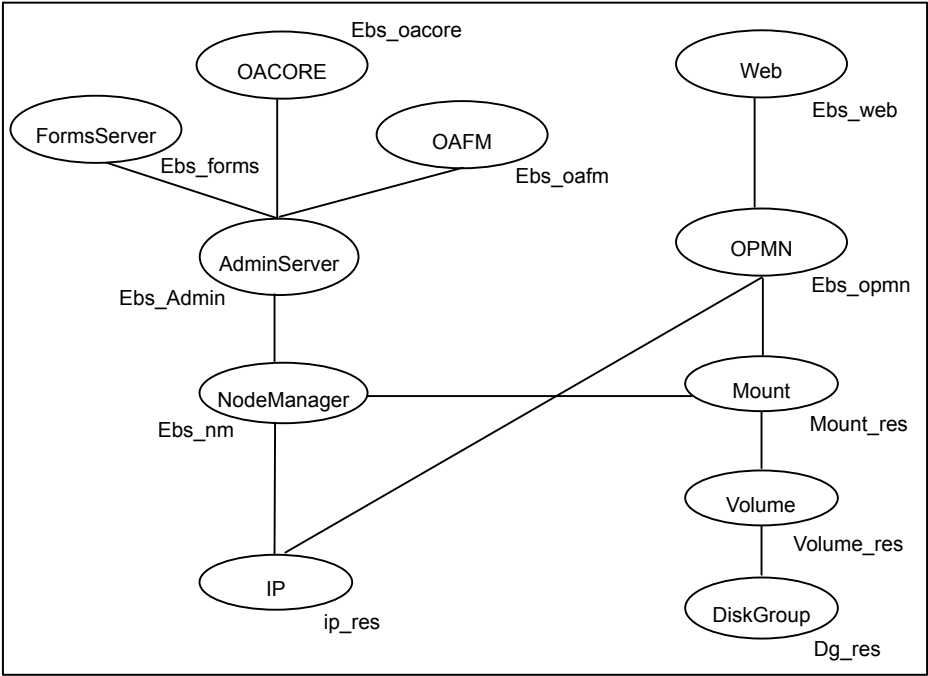 Ebs_oacore
OACORE
Web
Ebs_web
FormsServer
OAFM
Ebs_forms
Ebs_oafm
AdminServer
OPMN
Ebs_Admin
Ebs_opmn
NodeManager
Mount
Ebs_nm
Mount_res
Volume
Volume_res
IP
ip_res
DiskGroup
Dg_res